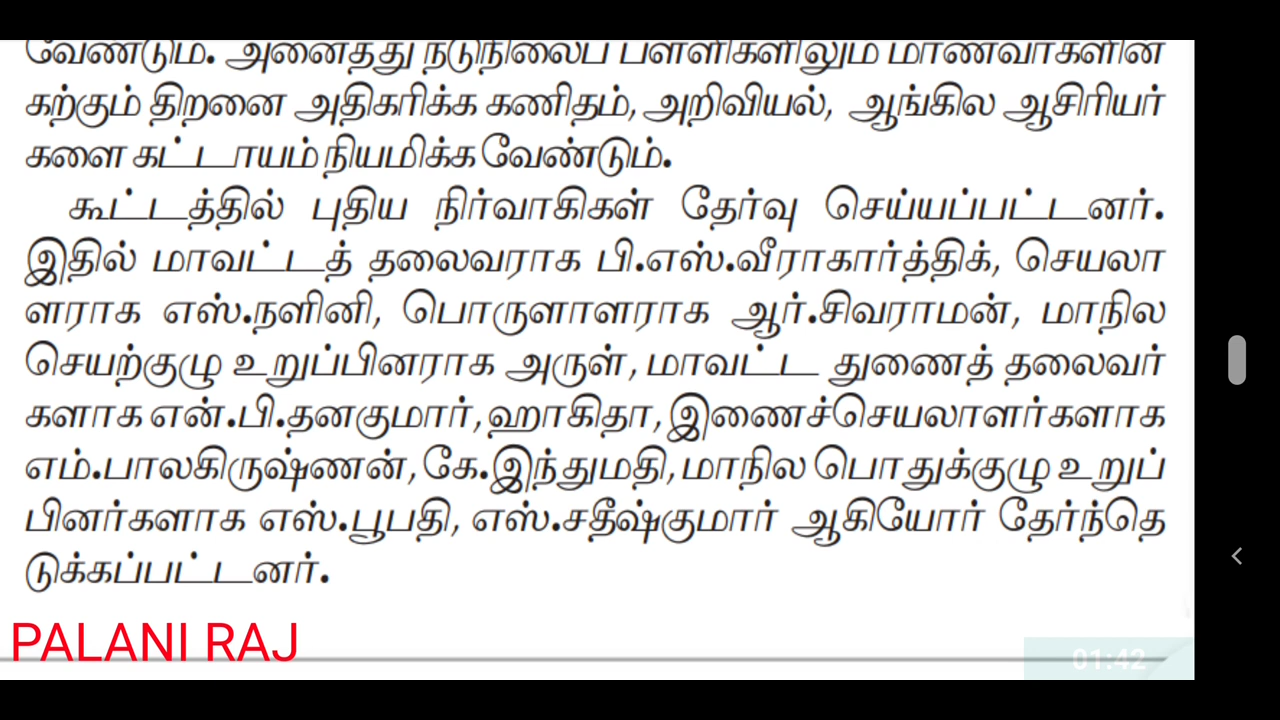 வேண்டும். அனைத்து நடுநிலைப் பள்ளிகளிலும் மாணவர்களின்
கற்கும் திறனை அதிகரிக்க கணிதம், அறிவியல், ஆங்கில ஆசிரியர்
களை கட்டாயம் நியமிக்க வேண்டும்.
கூட்டத்தில் புதிய நிர்வாகிகள் தேர்வு செய்யப்பட்டனர்.
இதில் மாவட்டத் தலைவராக பி.எஸ்.வீராகார்த்திக், செயலா
ளராக எஸ்.நளினி, பொருளாளராக ஆர்.சிவராமன், மாநில
செயற்குழு உறுப்பினராக அருள், மாவட்ட துணைத் தலைவர்
களாக என்.பி.தனகுமார், ஹாகிதா, இணைச்செயலாளர்களாக
எம்.பாலகிருஷ்ணன், கே.இந்துமதி, மாநில பொதுக்குழு உறுப்
பினர்களாக எஸ்.பூபதி, எஸ்.சதீஷ்குமார் ஆகியோர் தேர்ந்தெ
டுக்கப்பட்டனர்.
PALANI RAJ
01:42